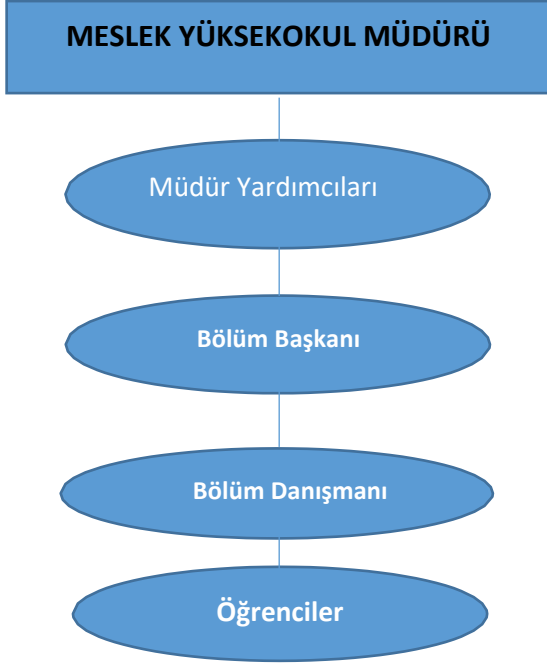 MESLEK YÜKSEKOKUL MÜDÜRÜ
Müdür Yardımcıları
Bölüm Başkanı
Bölüm Danışmanı
Öğrenciler